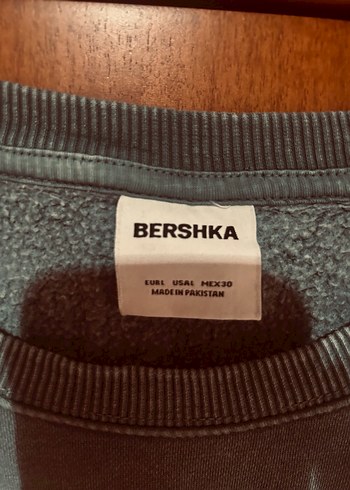 BERSHKA
EUR L USA L MEX 30
MADE IN PAKISTAN